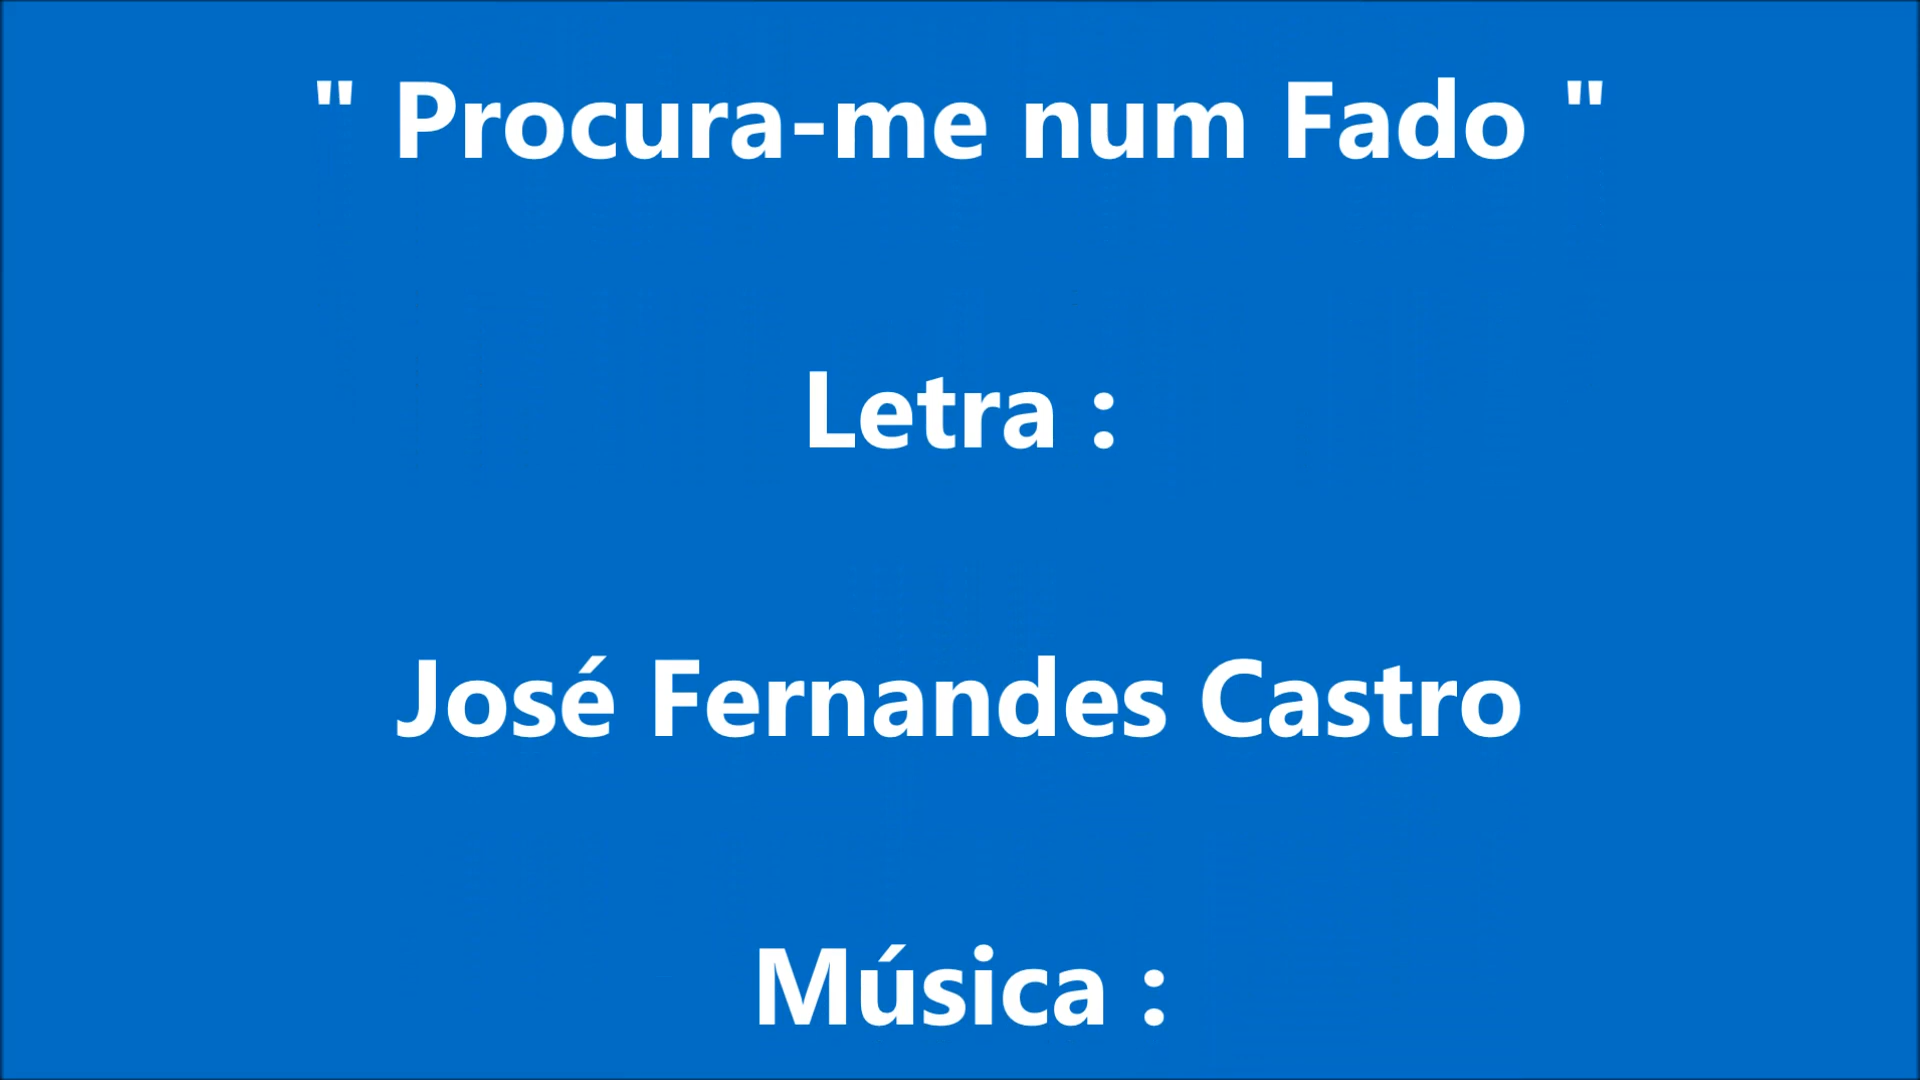 " Procura-me num Fado "
Letra :
José Fernandes Castro
Música :